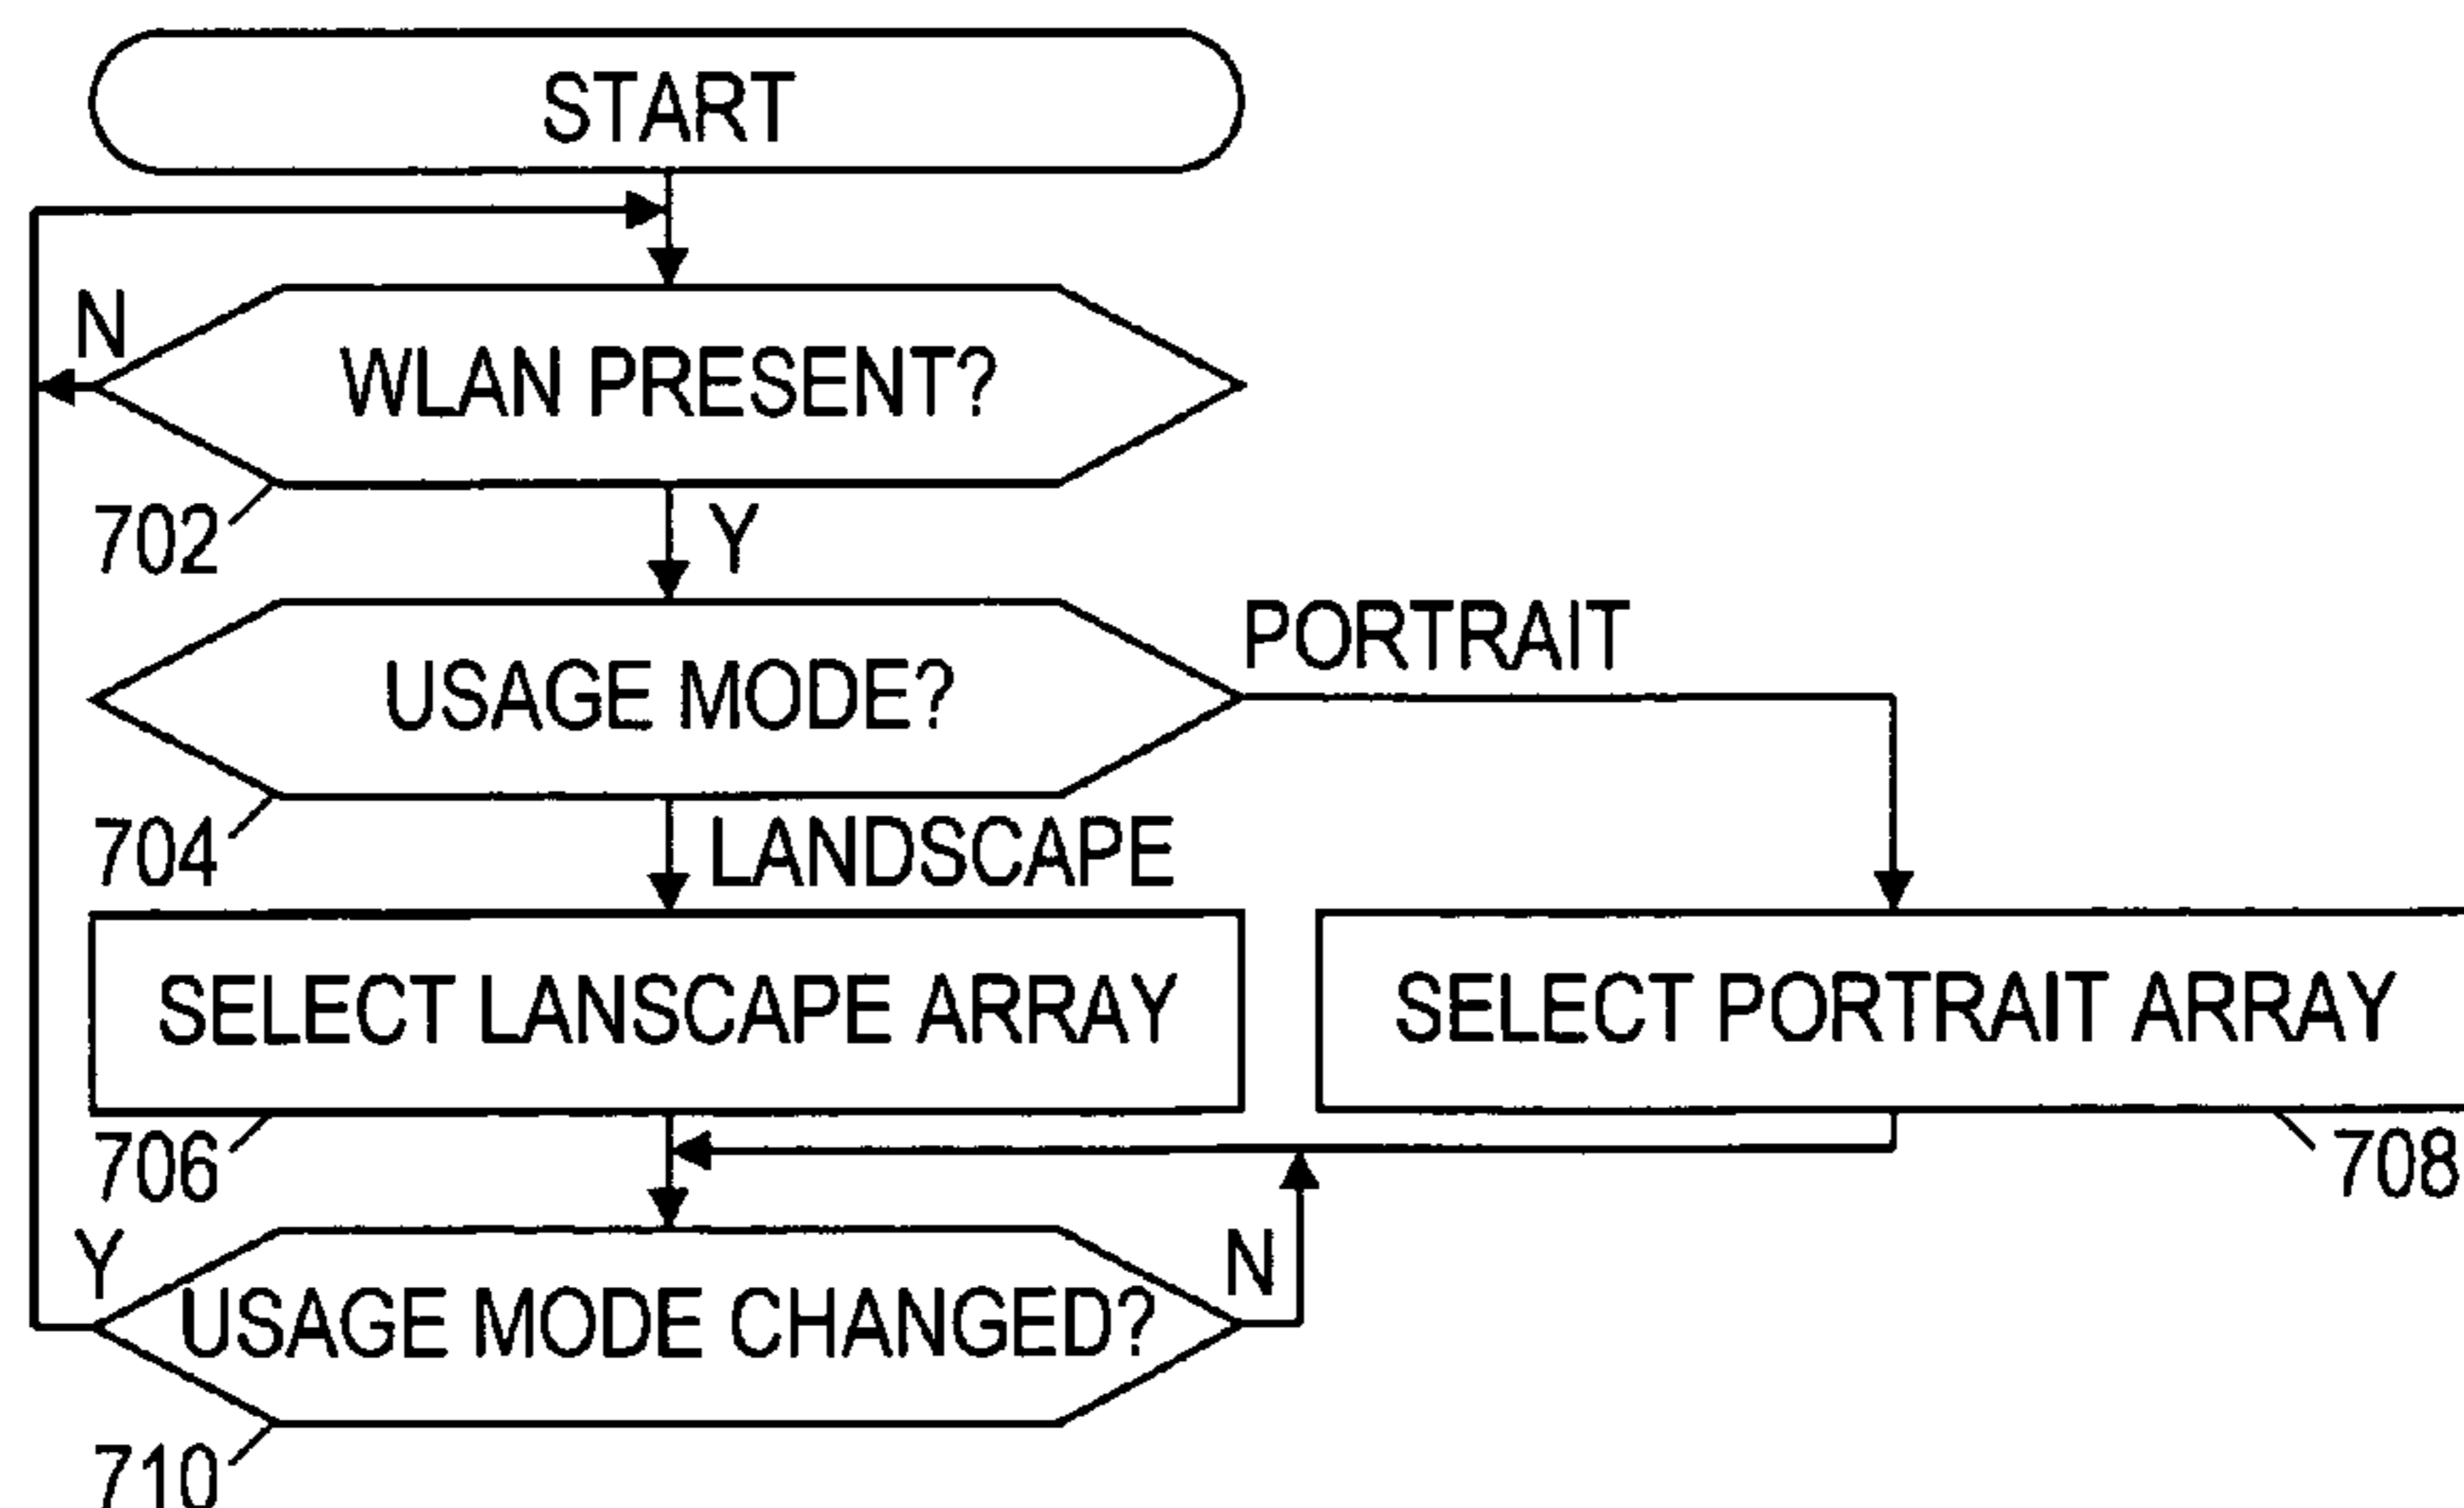 START
N
WLAN PRESENT?
702
Y
USAGE MODE?
PORTRAIT
704
LANDSCAPE
SELECT LANSCAPE ARRAY
SELECT PORTRAIT ARRAY
706
708
Y
USAGE MODE CHANGED?
N
710